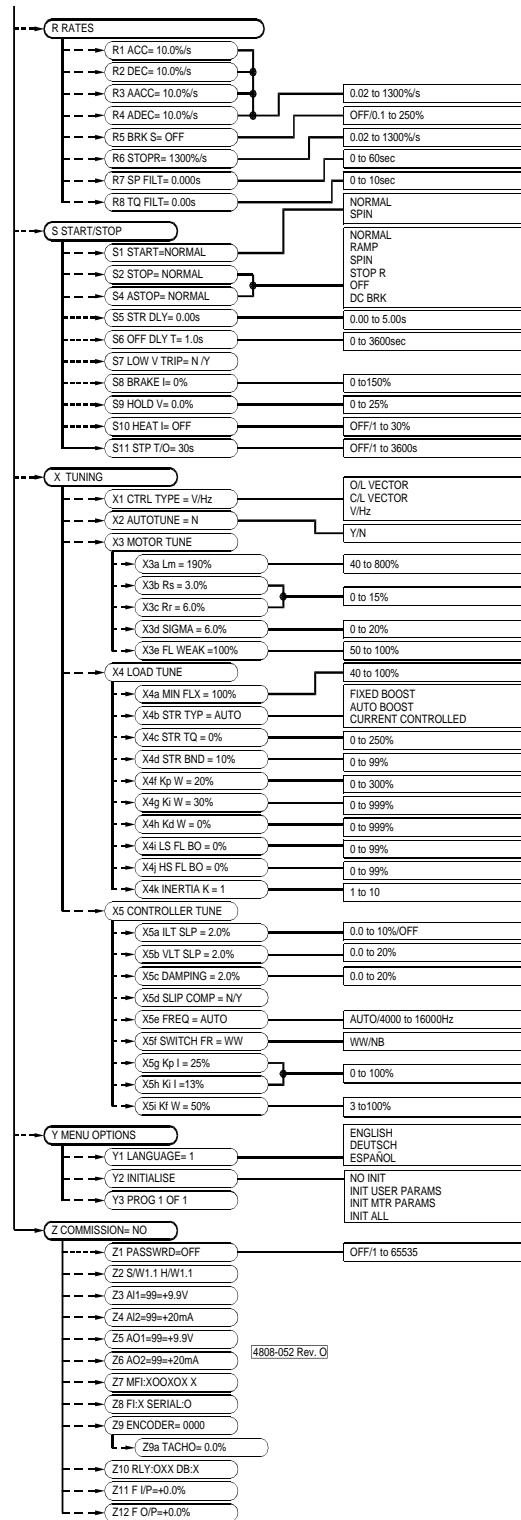 R RATES
R1 ACC= 10.0%/s
R2 DEC= 10.0%/s
R3 AACC= 10.0%/s
R4 ADEC= 10.0%/s
0.02 to 1300%/s
R5 BRK S= OFF
OFF/0.1 to 250%
R6 STOPR= 1300%/s
0.02 to 1300%/s
R7 SP FILT= 0.000s
0 to 60sec
R8 TQ FILT= 0.00s
0 to 10sec
S START/STOP
S1 START=NORMAL
NORMAL
SPIN
S2 STOP= NORMAL
S4 ASTOP= NORMAL
NORMAL
RAMP
SPIN
STOP R
OFF
DC BRK
S5 STR DLY= 0.00s
0.00 to 5.00s
S6 OFF DLY T= 1.0s
0 to 3600sec
S7 LOW V TRIP= N /Y
S8 BRAKE I= 0%
0 to150%
S9 HOLD V= 0.0%
0 to 25%
S10 HEAT I= OFF
OFF/1 to 30%
S11 STP T/O= 30s
OFF/1 to 3600s
X TUNING
X1 CTRL TYPE = V/Hz
O/L VECTOR
C/L VECTOR
V/Hz
X2 AUTOTUNE = N
Y/N
X3 MOTOR TUNE
X3a Lm = 190%
40 to 800%
X3b Rs = 3.0%
X3c Rr = 6.0%
0 to 15%
X3d SIGMA = 6.0%
0 to 20%
X3e FL WEAK =100%
50 to 100%
X4 LOAD TUNE
X4a MIN FLX = 100%
40 to 100%
X4b STR TYP = AUTO
FIXED BOOST
AUTO BOOST
CURRENT CONTROLLED
X4c STR TQ = 0%
0 to 250%
X4d STR BND = 10%
0 to 99%
X4f Kp W = 20%
0 to 300%
X4g Ki W = 30%
0 to 999%
X4h Kd W = 0%
0 to 999%
X4i LS FL BO = 0%
0 to 99%
X4j HS FL BO = 0%
0 to 99%
X4k INERTIA K = 1
1 to 10
X5 CONTROLLER TUNE
X5a ILT SLP = 2.0%
0.0 to 10%/OFF
X5b VLT SLP = 2.0%
0.0 to 20%
X5c DAMPING = 2.0%
0.0 to 20%
X5d SLIP COMP = N/Y
X5e FREQ = AUTO
AUTO/4000 to 16000Hz
X5f SWITCH FR = WW
WW/NB
X5g Kp I = 25%
X5h Ki I =13%
0 to 100%
X5i Kf W = 50%
3 to100%
Y MENU OPTIONS
Y1 LANGUAGE= 1
ENGLISH
DEUTSCH
ESPAÑOL
Y2 INITIALISE
NO INIT
INIT USER PARAMS
INIT MTR PARAMS
INIT ALL
Y3 PROG 1 OF 1
Z COMMISSION= NO
Z1 PASSWRD=OFF
OFF/1 to 65535
Z2 S/W1.1 H/W1.1
Z3 AI1=99=+9.9V
Z4 AI2=99=+20mA
Z5 AO1=99=+9.9V
Z6 AO2=99=+20mA
4808-052 Rev. O
Z7 MFI:XOOXOX X
Z8 FI:X SERIAL:O
Z9 ENCODER= 0000
Z9a TACHO= 0.0%
Z10 RLY:OXX DB:X
Z11 F I/P=+0.0%
Z12 F O/P=+0.0%